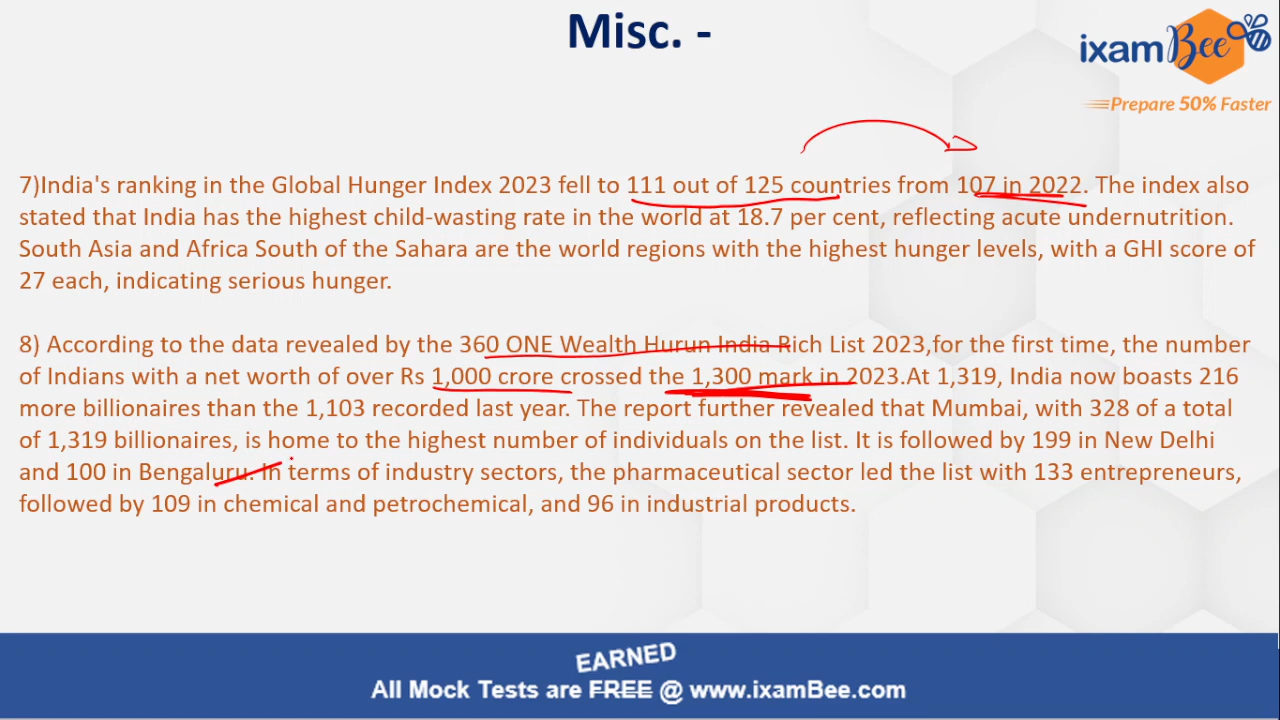 Misc. -
ixamBee
Prepare 50% Faster
7)India's ranking in the Global Hunger Index 2023 fell to 111 out of 125 countries from 107 in 2022. The index also
stated that India has the highest child-wasting rate in the world at 18.7 per cent, reflecting acute undernutrition.
South Asia and Africa South of the Sahara are the world regions with the highest hunger levels, with a GHI score of
27 each, indicating serious hunger.
8) According to the data revealed by the 360 ONE Wealth Hurun India Rich List 2023,for the first time, the number
of Indians with a net worth of over Rs 1,000 crore crossed the 1,300 mark in 2023.At 1,319, India now boasts 216
more billionaires than the 1,103 recorded last year. The report further revealed that Mumbai, with 328 of a total
of 1,319 billionaires, is home to the highest number of individuals on the list. It is followed by 199 in New Delhi
and 100 in Bengaluru. In terms of industry sectors, the pharmaceutical sector led the list with 133 entrepreneurs,
followed by 109 in chemical and petrochemical, and 96 in industrial products.
EARNED
All Mock Tests are FREE @ www.ixamBee.com